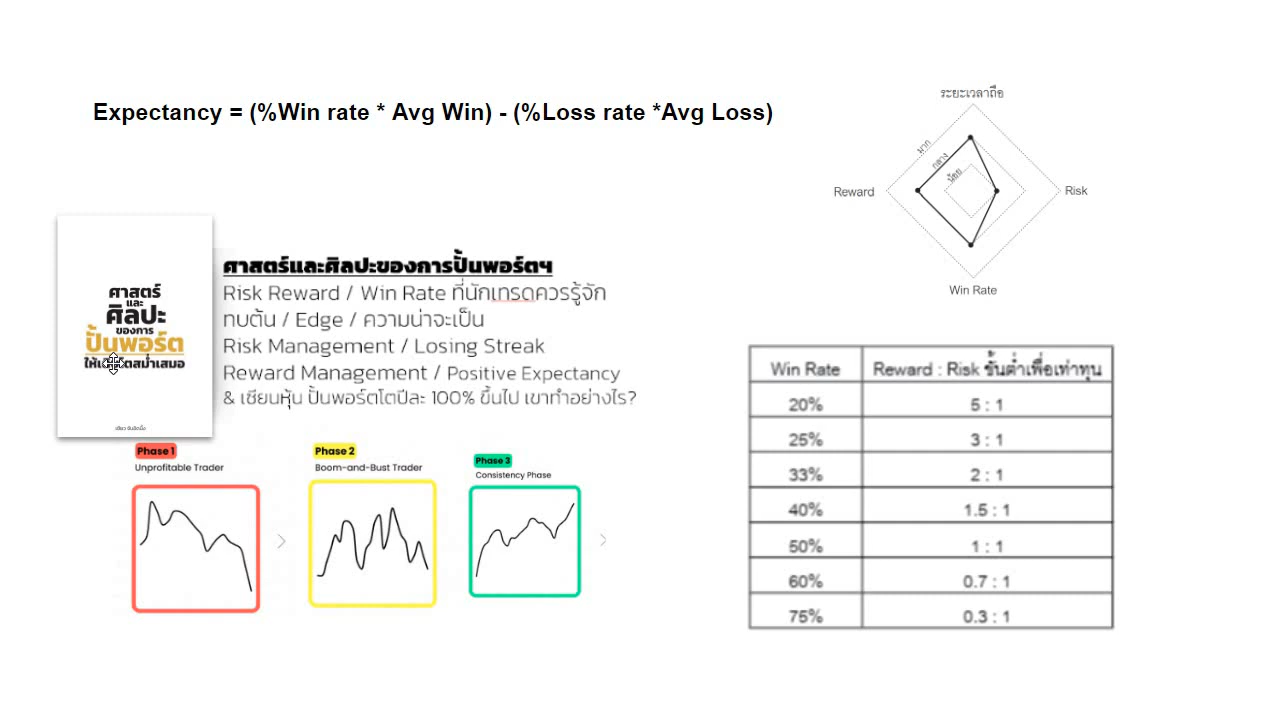 Expectancy = (%Win rate * Avg Win) - (%Loss rate *Avg Loss)
ระยะเวลาถือ
มาก
กลาง
น้อย
Reward
Risk
Win Rate
ศาสตร์
และ
ศิลปะ
ของการ
ปั้นพอร์ต
ศาสตร์และศิลปะของการปั้นพอร์ตฯ
Risk Reward / Win Rate ที่นักเทรดควรรู้จัก
ทบต้น / Edge / ความน่าจะเป็น
Risk Management / Losing Streak
Reward Management / Positive Expectancy
& เซียนหุ้น ปั้นพอร์ตโตปีละ 100% ขึ้นไป เขาทำอย่างไร?
Phase 1
Unprofitable Trader
Phase 2
Boom-and-Bust Trader
Phase 3
Consistency Phase
Win Rate Reward : Risk ขั้นต่ำเพื่อเท่าทุน
20% 5 : 1
25% 3 : 1
33% 2 : 1
40% 1.5 : 1
50% 1 : 1
60% 0.7 : 1
75% 0.3 : 1